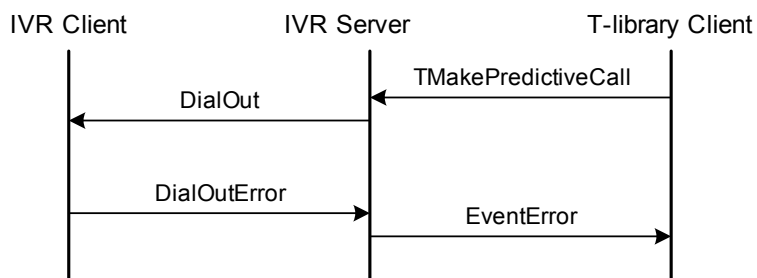 IVR Client
IVR Server
T-library Client
TMakePredictiveCall
DialOut
DialOutError
EventError